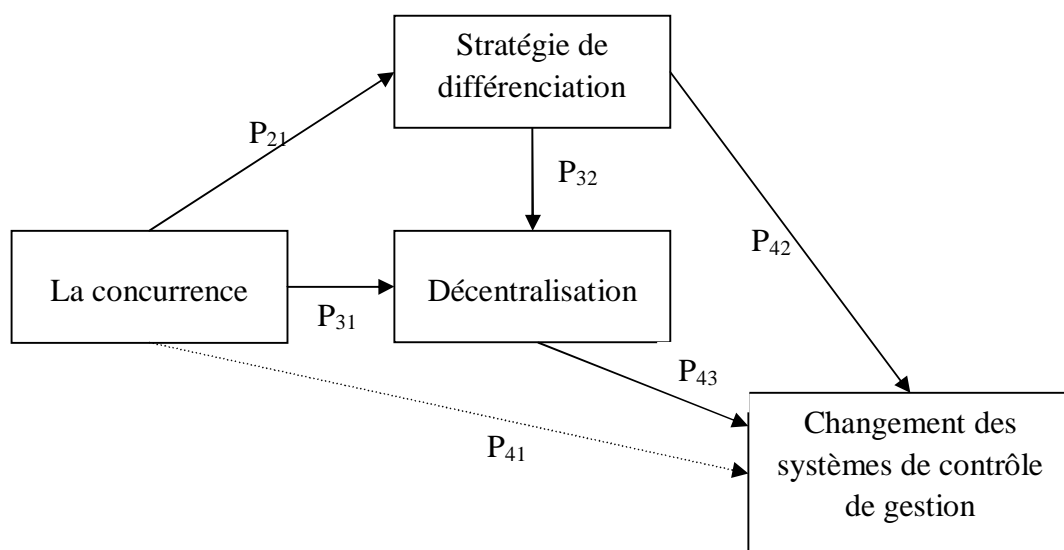 Stratégie de
différenciation
P21
P32
P42
La concurrence
Décentralisation
P31
P43
P41
Changement des
systèmes de contrôle
de gestion